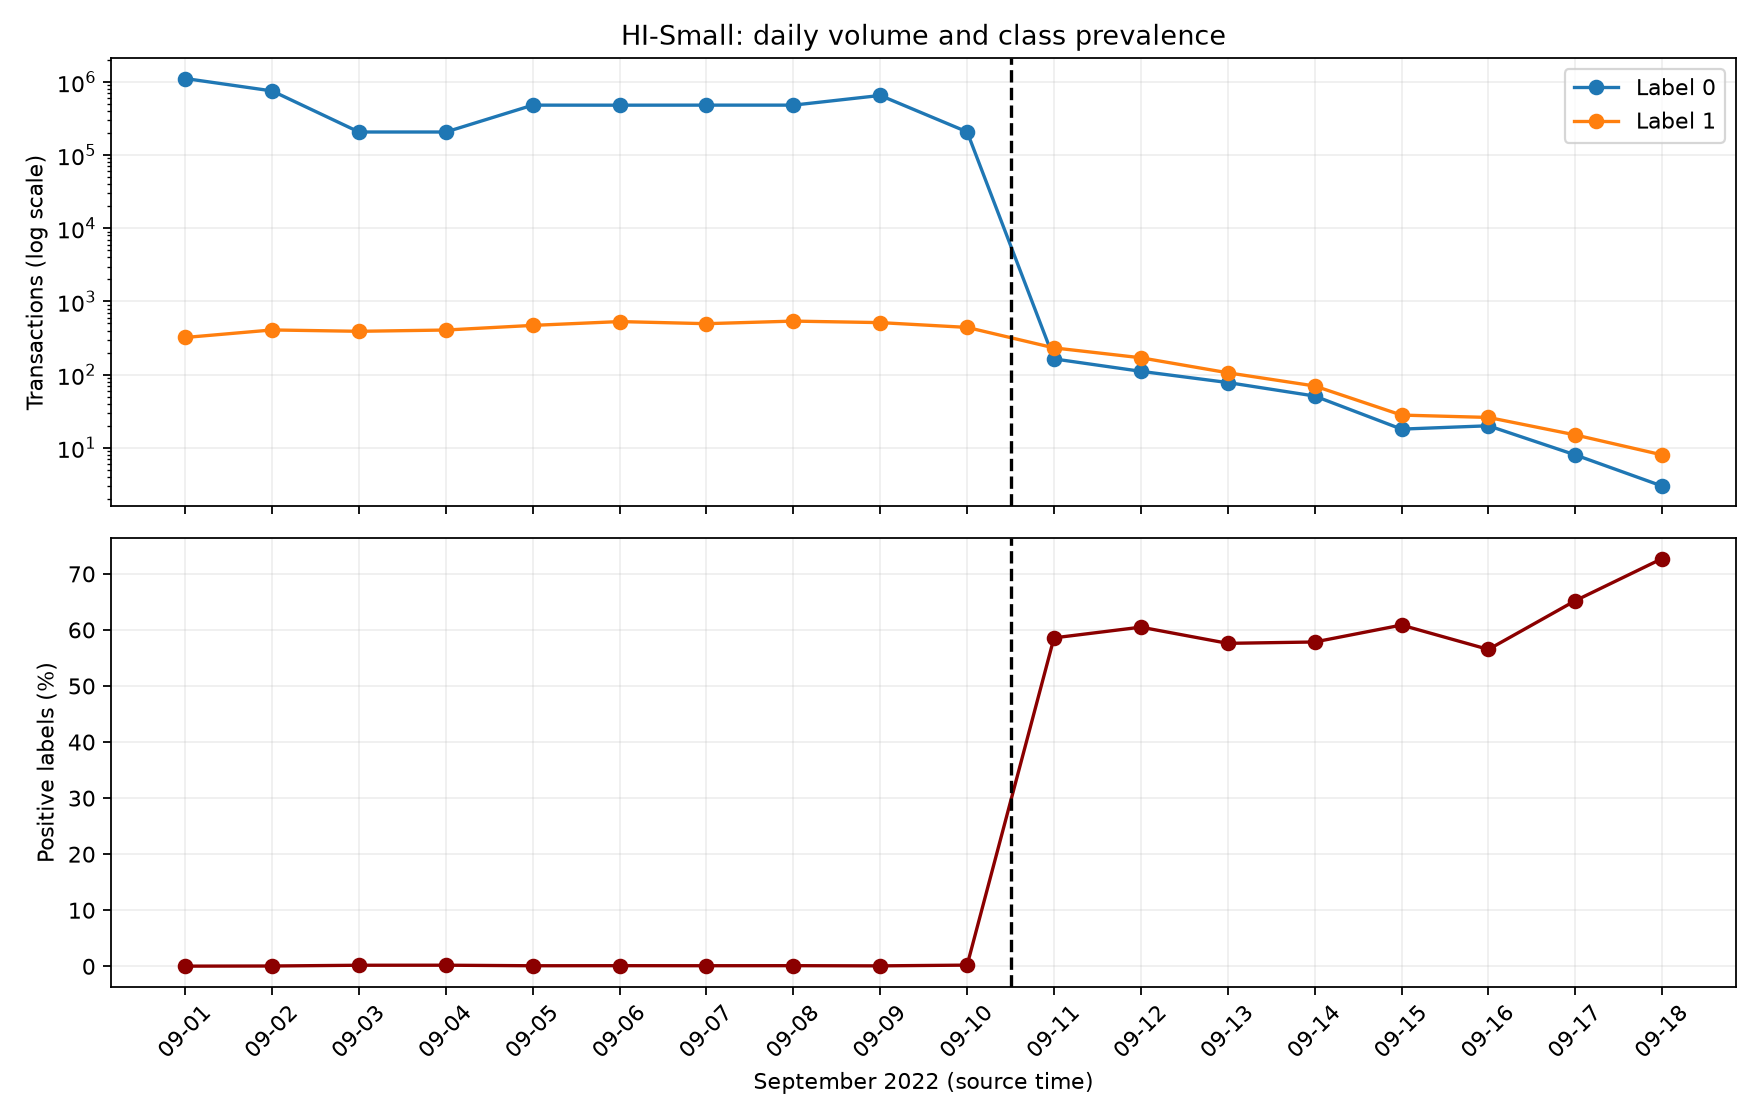 HI-Small: daily volume and class prevalence
Transactions (log scale)
10^6
10^5
10^4
10^3
10^2
10^1
Label 0
Label 1
Positive labels (%)
70
60
50
40
30
20
10
0
09-01 09-02 09-03 09-04 09-05 09-06 09-07 09-08 09-09 09-10 09-11 09-12 09-13 09-14 09-15 09-16 09-17 09-18
September 2022 (source time)